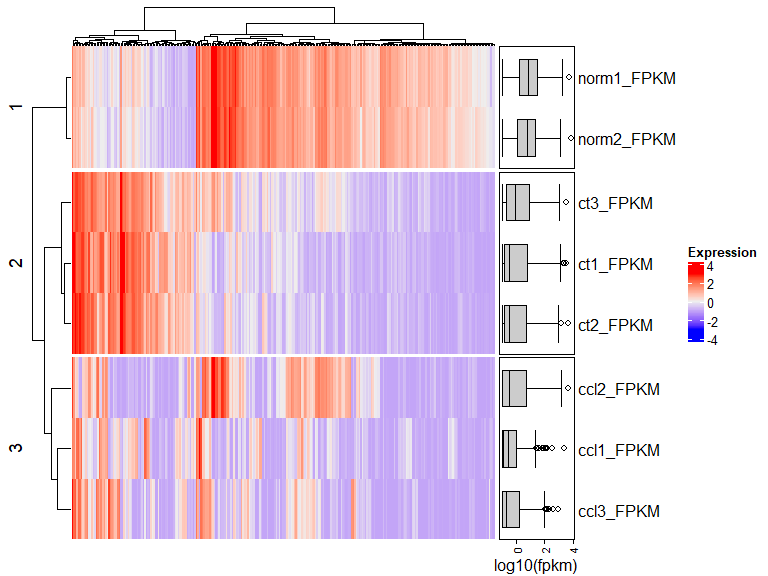 1
norm1_FPKM
norm2_FPKM
2
ct3_FPKM
ct1_FPKM
ct2_FPKM
3
ccl2_FPKM
ccl1_FPKM
ccl3_FPKM
0 2 4
log10(fpkm)
Expression
4
2
0
-2
-4